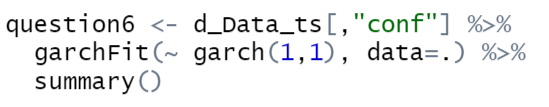 question6 <- d_Data_ts[,"conf"] %>%
garchFit(~ garch(1,1), data=.) %>%
summary()